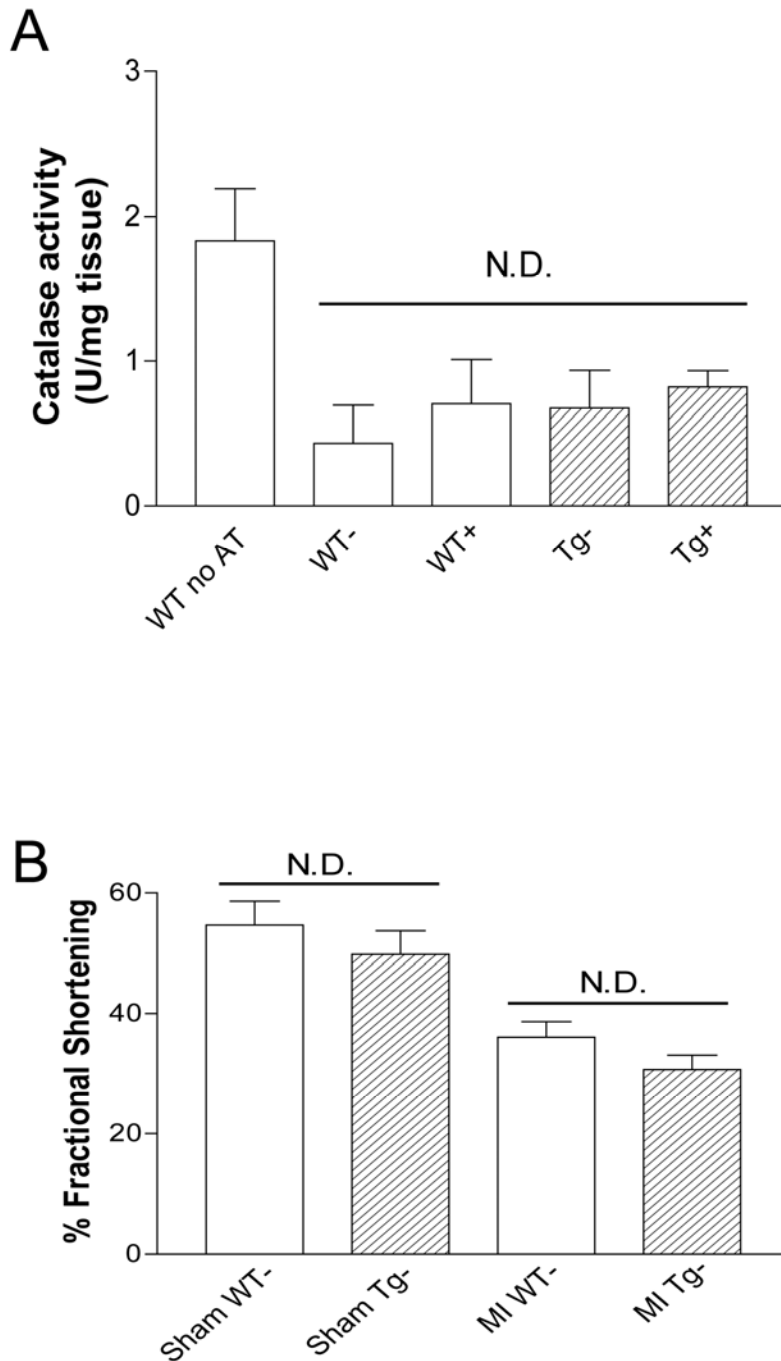 A
Catalase activity
(U/mg tissue)
3
2
1
0
N.D.
WT no AT
WT-
WT+
Tg-
Tg+
B
% Fractional Shortening
60
40
20
0
N.D.
N.D.
Sham WT-
Sham Tg-
MI WT-
MI Tg-